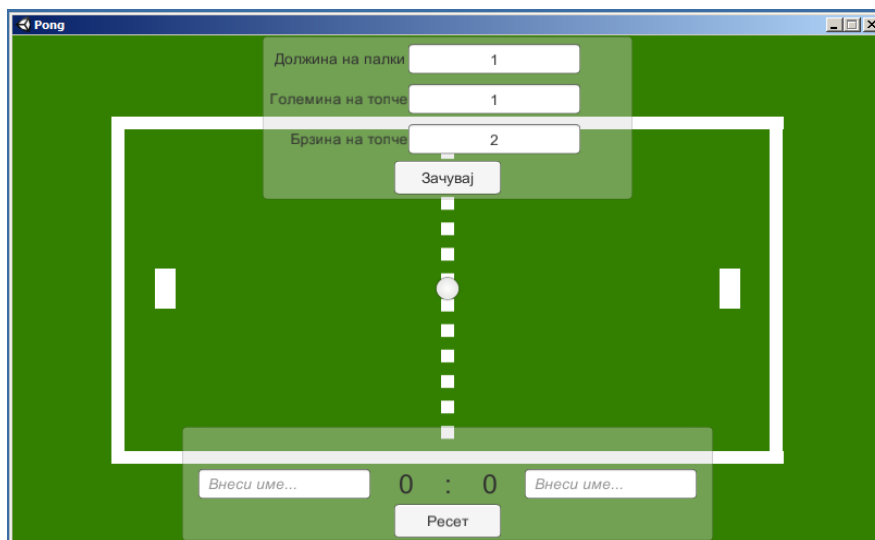 Pong
Должина на палки 1
Големина на топче 1
Брзина на топче 2
Зачувај
Внеси име... 0 : 0 Внеси име...
Ресет